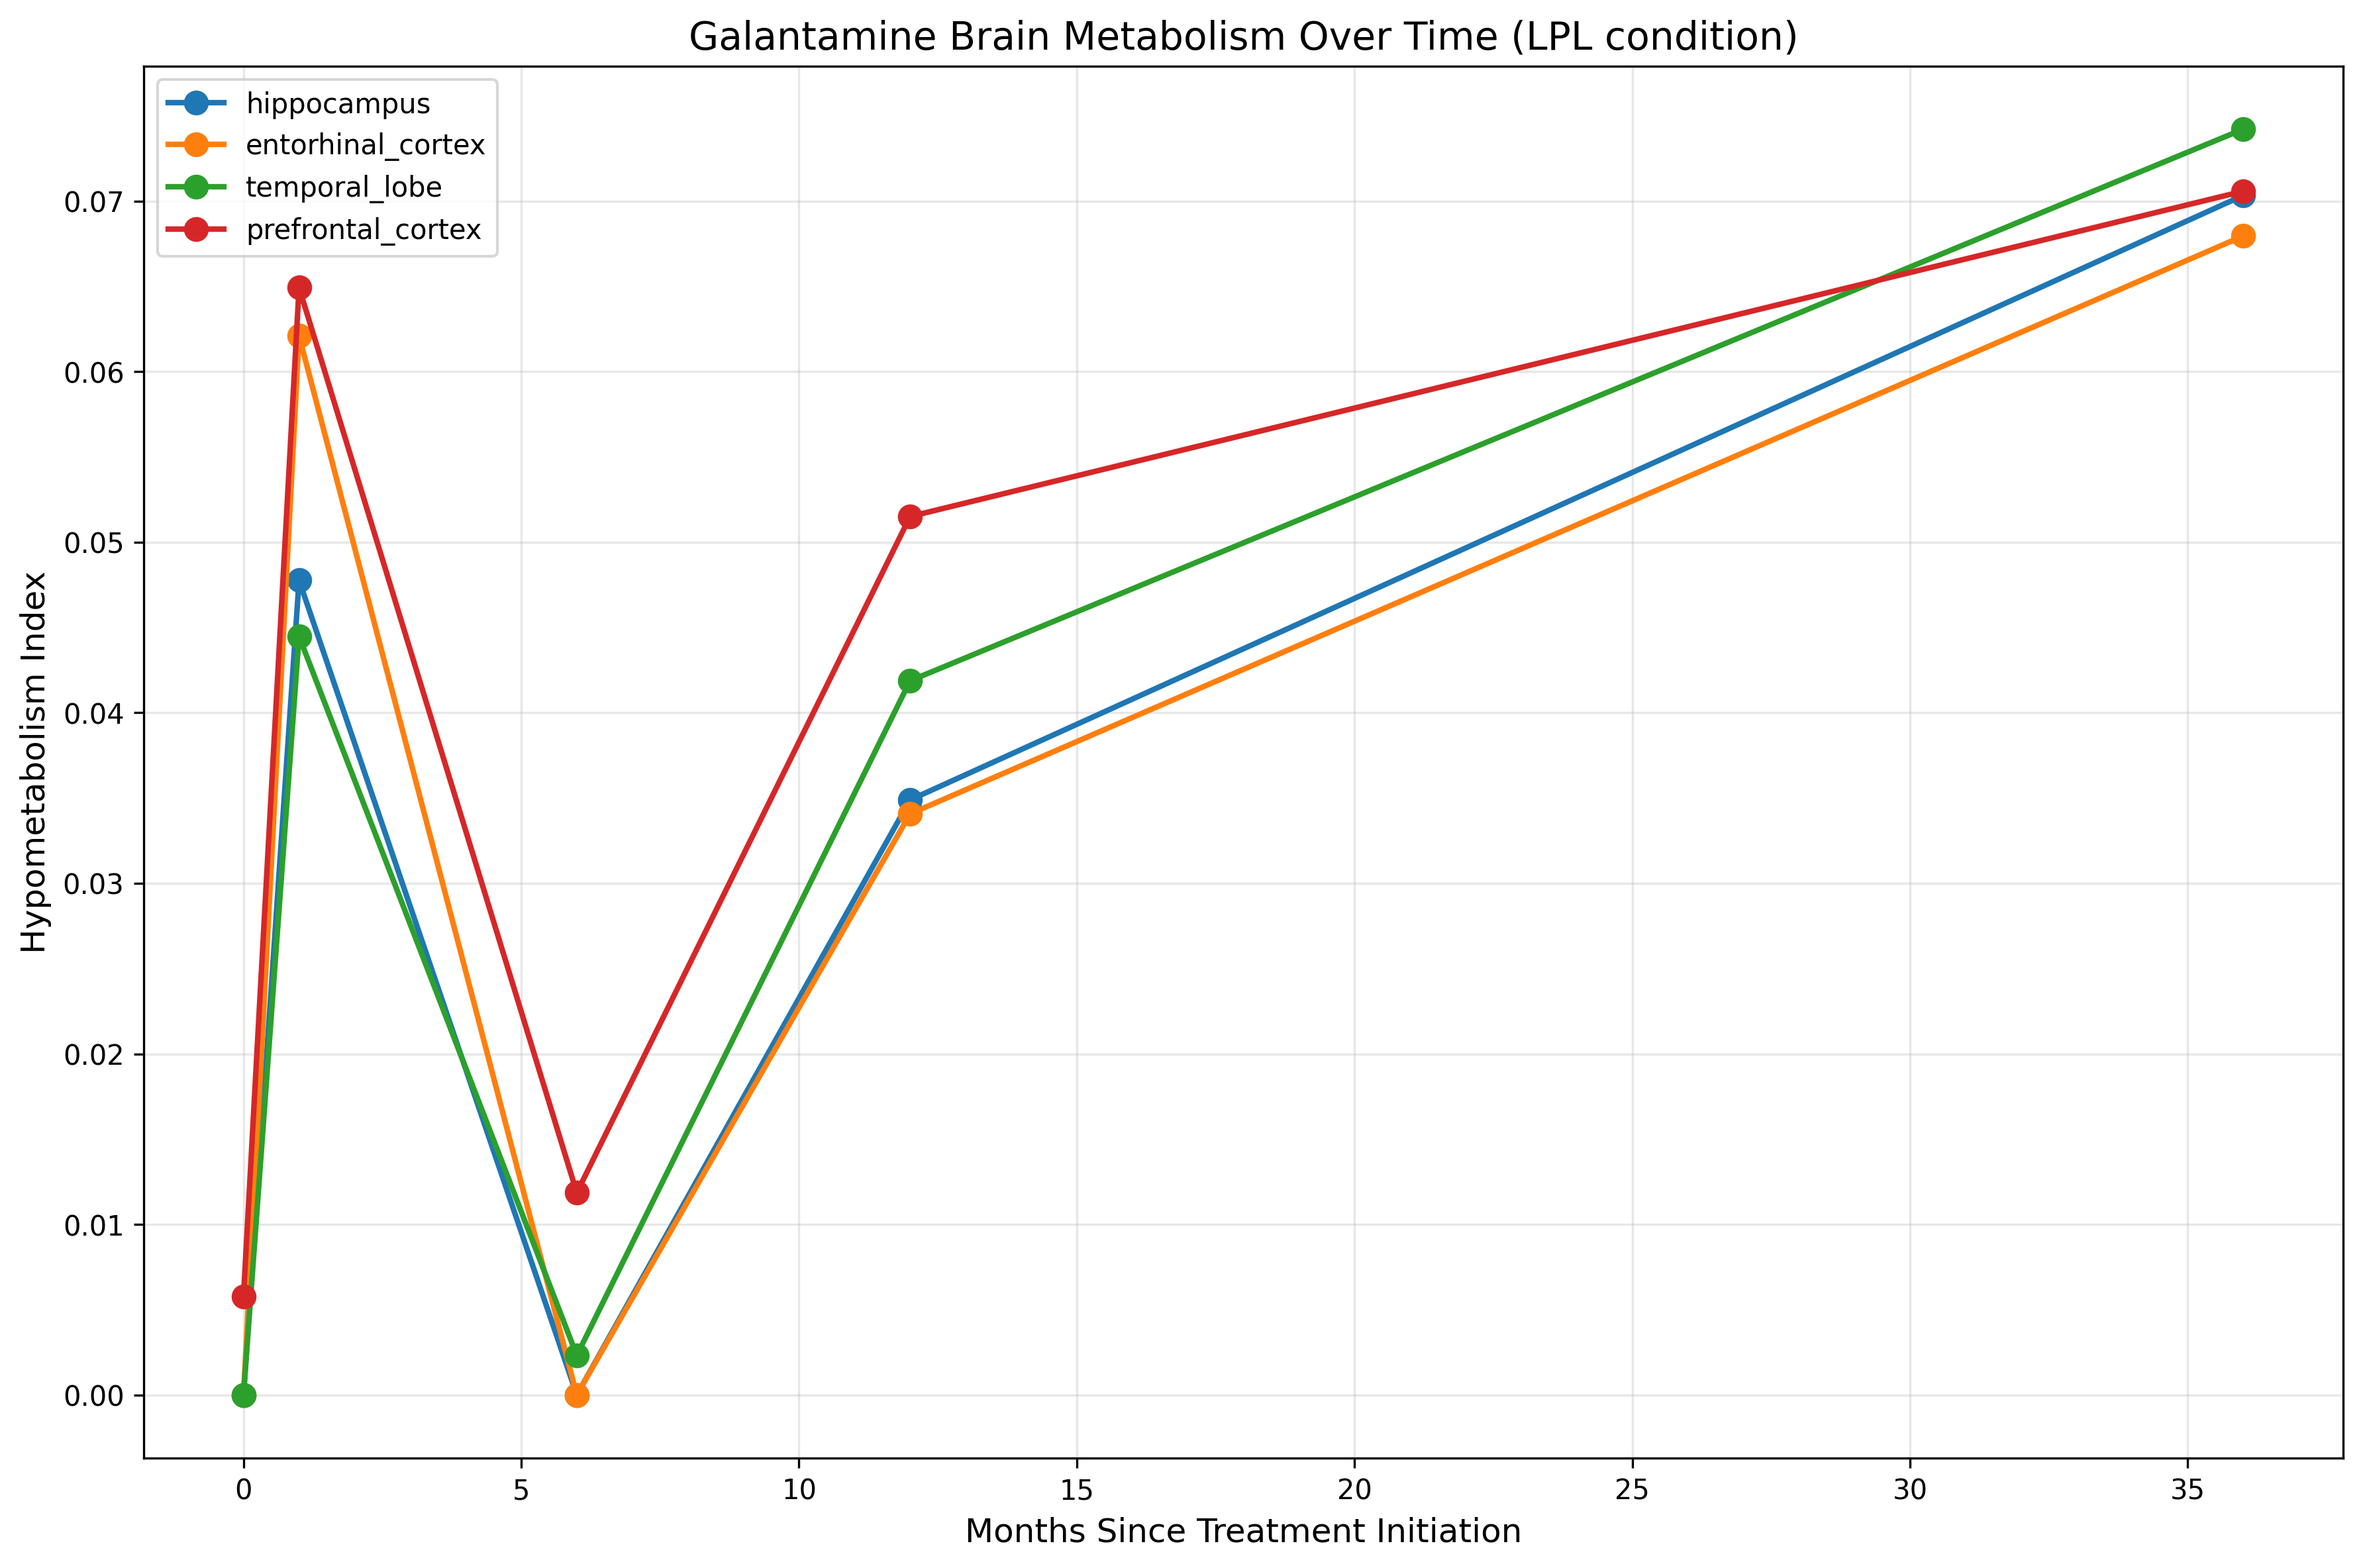 Galantamine Brain Metabolism Over Time (LPL condition)
hippocampus
entorhinal_cortex
temporal_lobe
prefrontal_cortex
Hypometabolism Index
0.07
0.06
0.05
0.04
0.03
0.02
0.01
0.00
0 5 10 15 20 25 30 35
Months Since Treatment Initiation